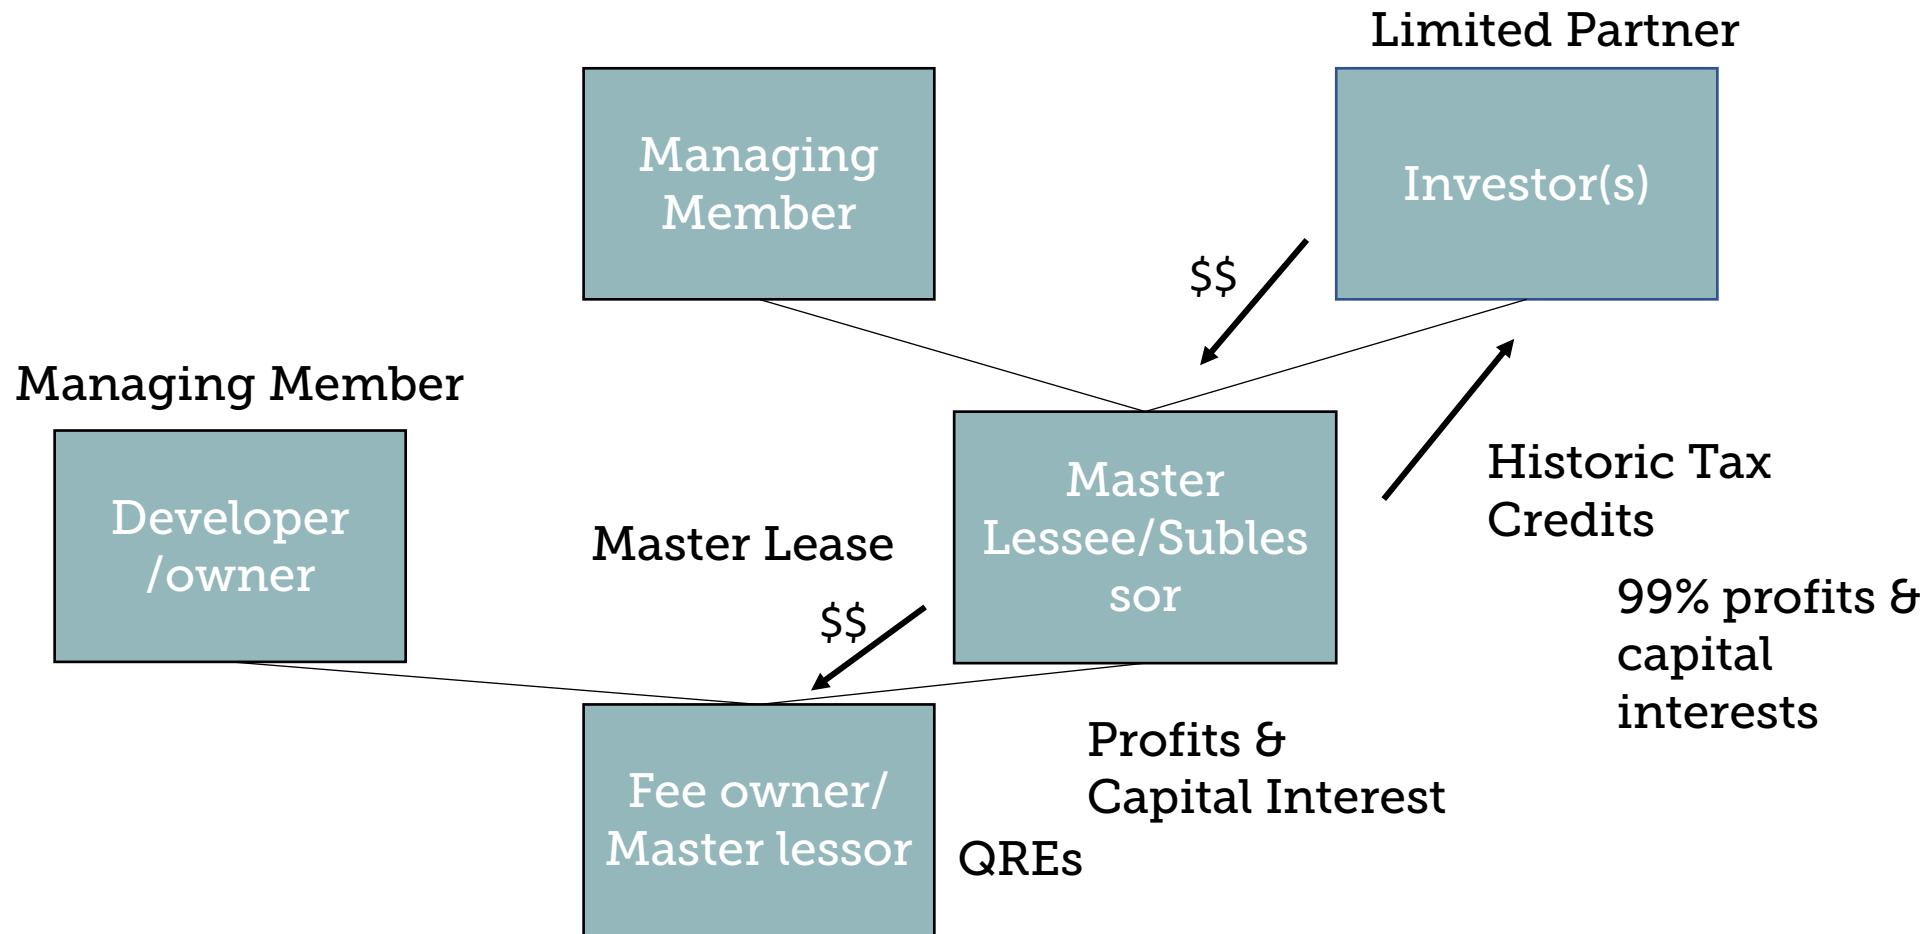 Limited Partner
Managing
Member
Investor(s)
$$
Managing Member
Developer
/owner
Master Lease
$$
Master
Lessee/Subles
sor
Historic Tax
Credits
99% profits &
capital
interests
Fee owner/
Master lessor
QREs
Profits &
Capital Interest